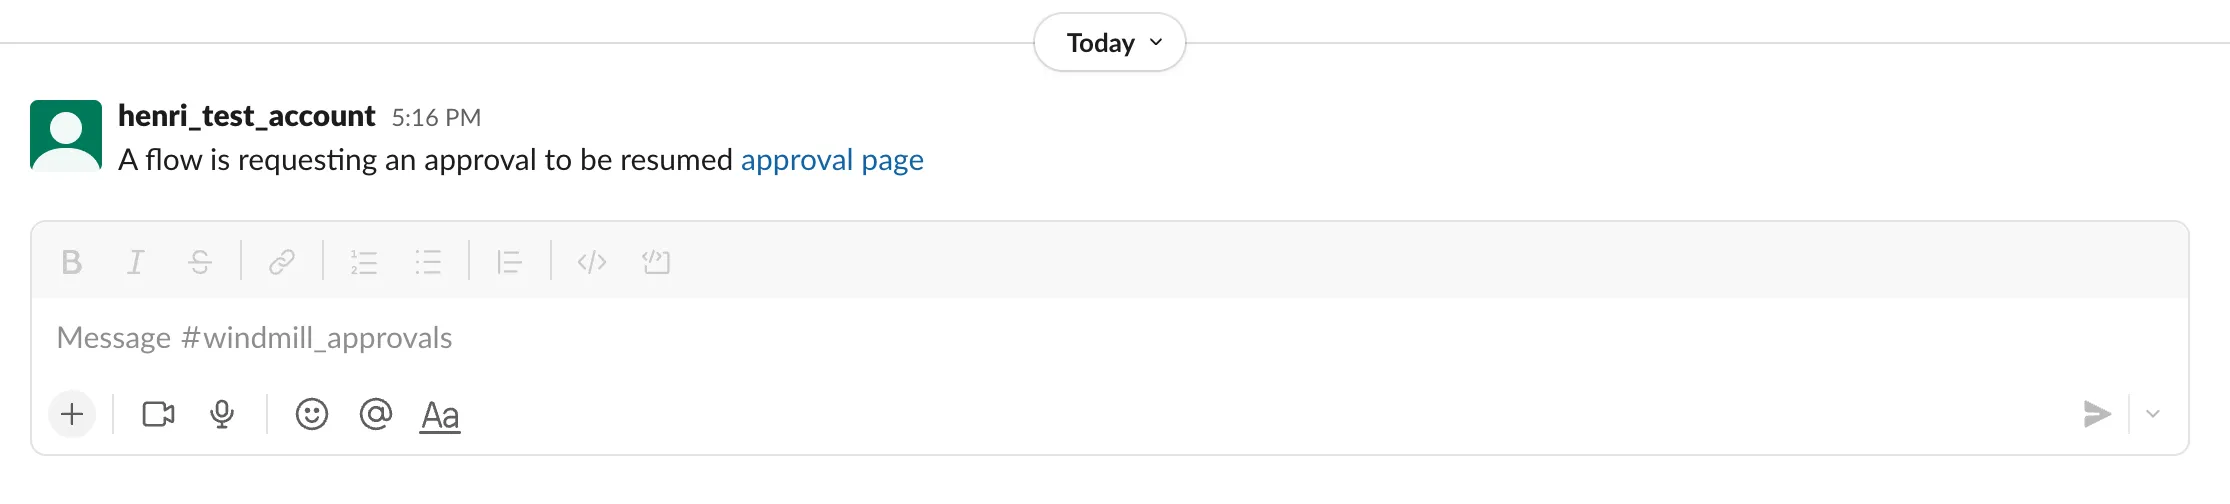 Today
henri_test_account 5:16 PM
A flow is requesting an approval to be resumed approval page
Message #windmill_approvals
Aa